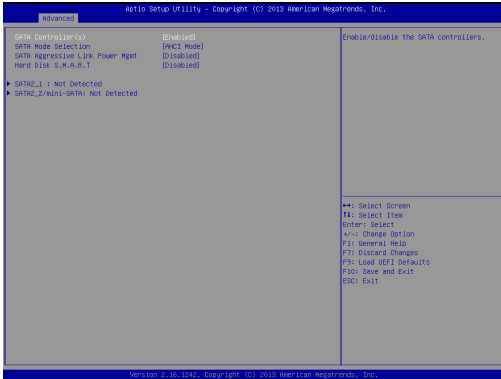 Aptio Setup Utility - Copyright (C) 2013 American Megatrends, Inc.
Advanced
SATA Controller(s) [Enabled]
SATA Mode Selection [AHCI Mode]
SATA Aggressive Link Power Mgmt [Disabled]
Hard Disk S.M.A.R.T [Disabled]
SATA2_1 : Not Detected
SATA2_2/mini-SATA: Not Detected
Enable/disable the SATA controllers.
↔: Select Screen
↑↓: Select Item
Enter: Select
+/-: Change Option
F1: General Help
F7: Discard Changes
F9: Load UEFI Defaults
F10: Save and Exit
ESC: Exit
Version 2.16.1242. Copyright (C) 2013 American Megatrends, Inc.